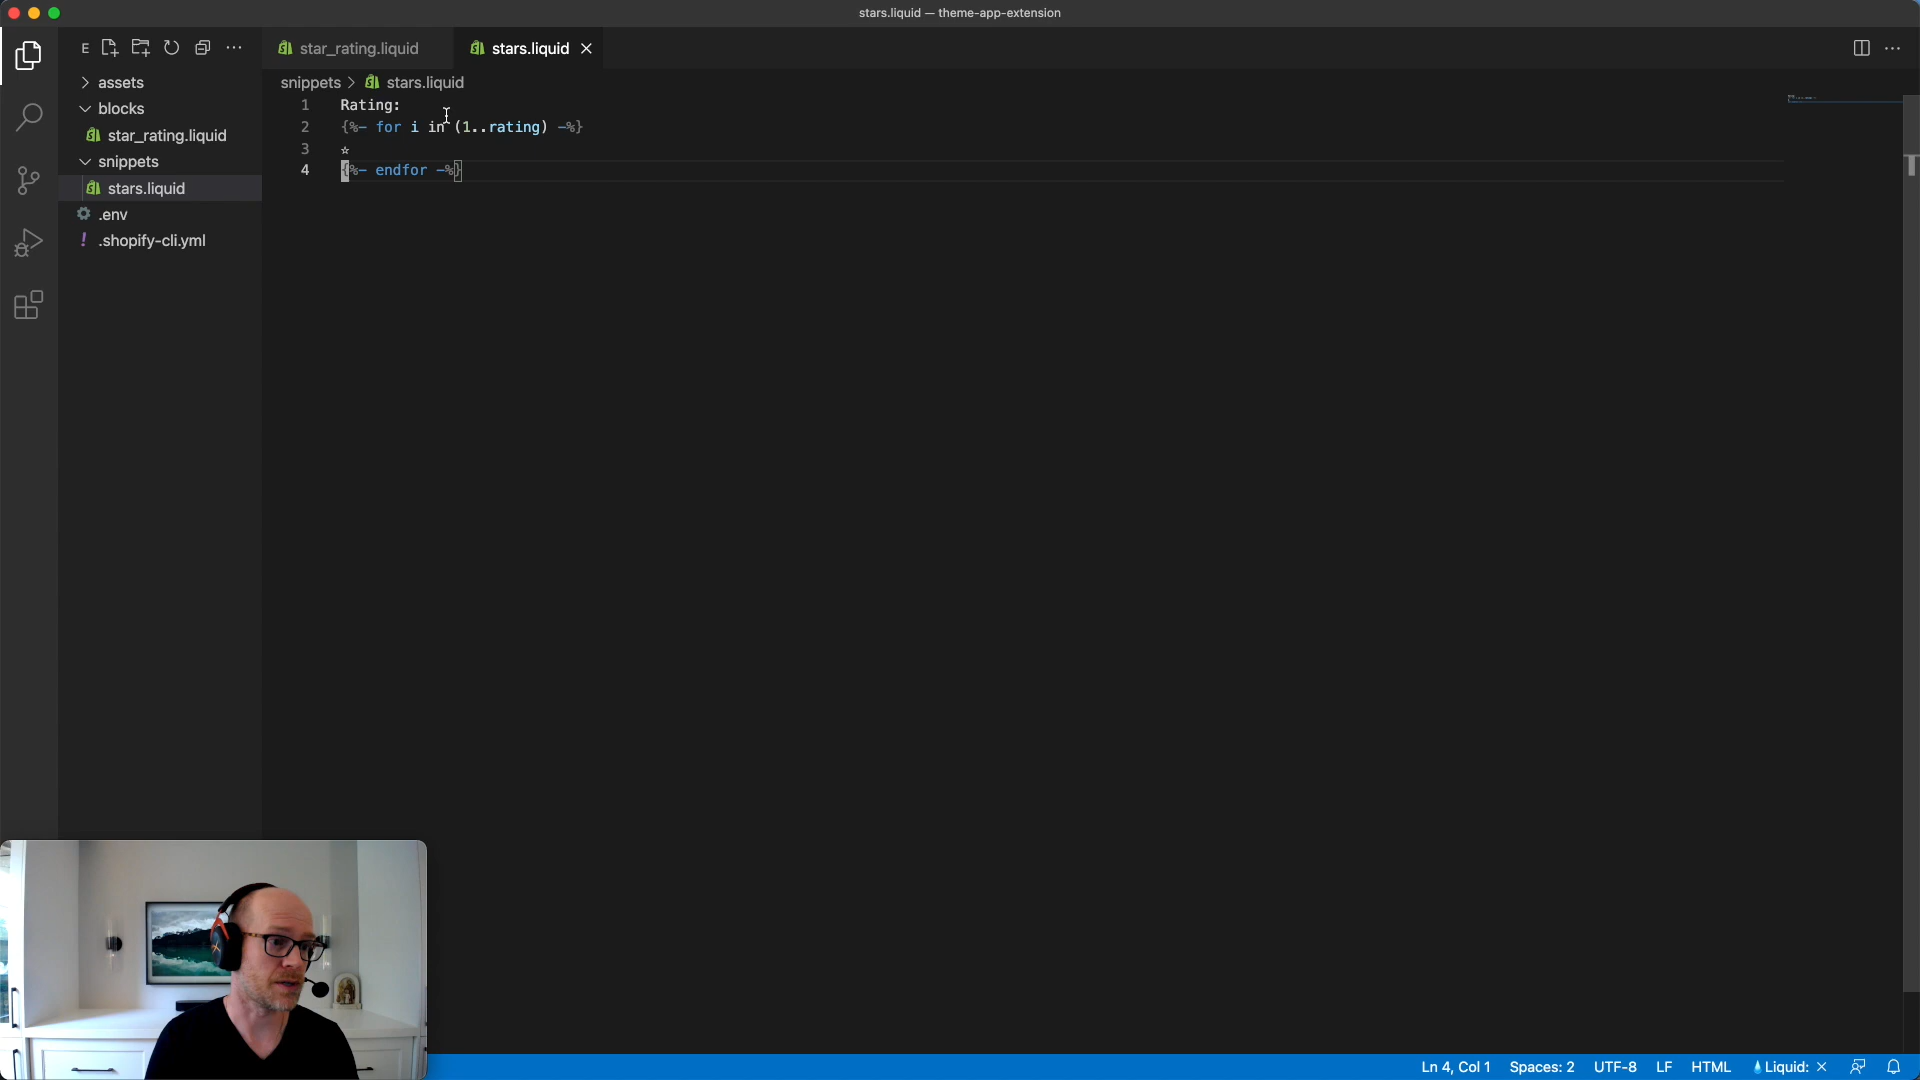 stars.liquid — theme-app-extension
E
star_rating.liquid
stars.liquid
assets
blocks
star_rating.liquid
snippets
stars.liquid
.env
! .shopify-cli.yml
snippets > stars.liquid
1 Rating:
2 {%- for i in (1..rating) -%}
3 ☆
4 {%- endfor -%}
Ln 4, Col 1 Spaces: 2 UTF-8 LF HTML Liquid: ×